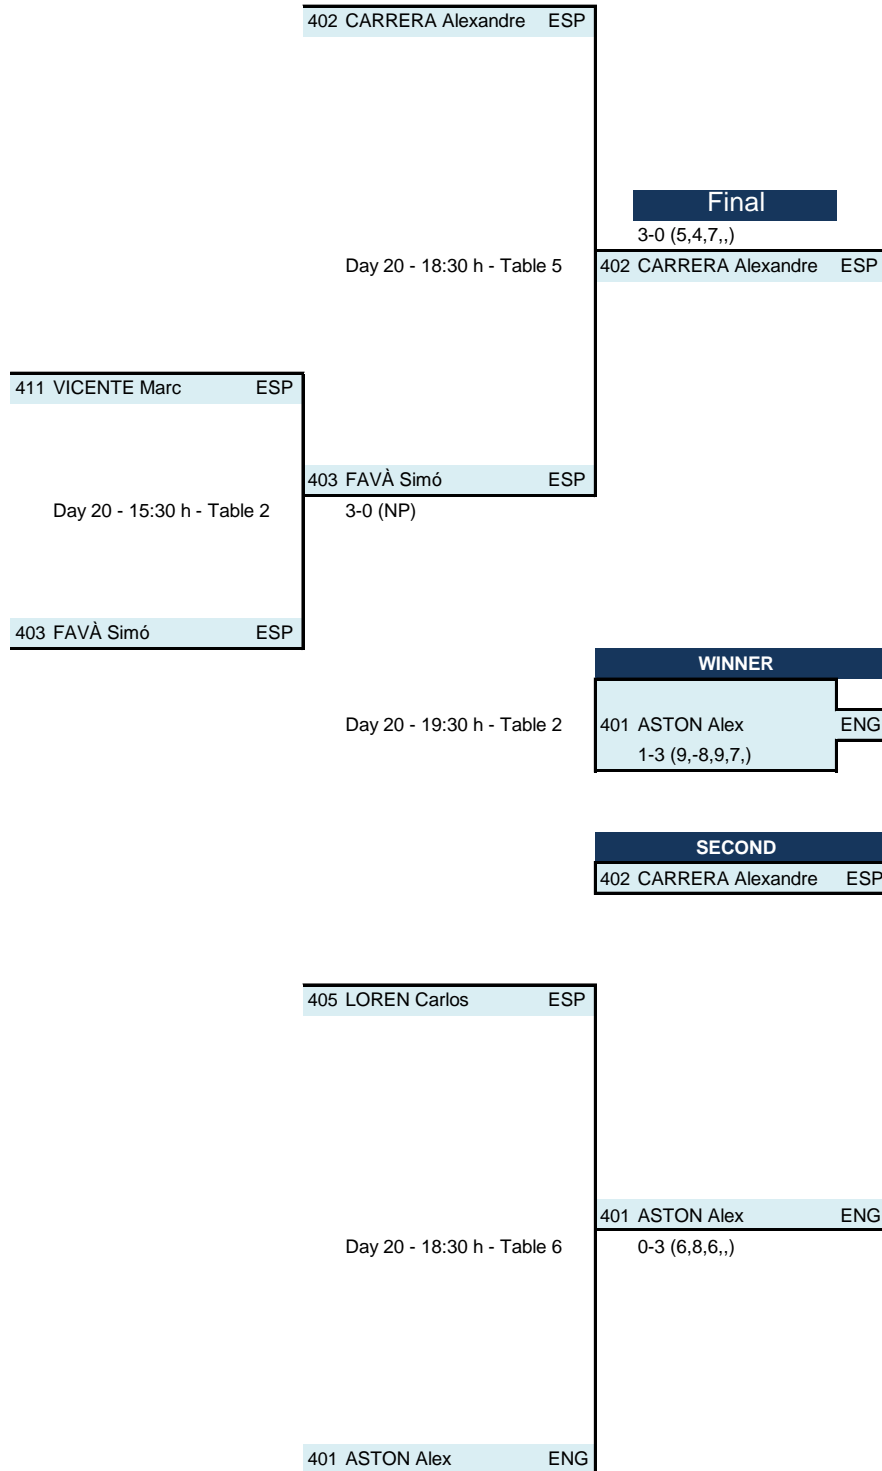 402 CARRERA Alexandre ESP
Final
3-0 (5,4,7,,)
Day 20 - 18:30 h - Table 5 402 CARRERA Alexandre ESP
411 VICENTE Marc ESP
403 FAVÀ Simó ESP
Day 20 - 15:30 h - Table 2 3-0 (NP)
403 FAVÀ Simó ESP
WINNER
Day 20 - 19:30 h - Table 2 401 ASTON Alex ENG
1-3 (9,-8,9,7,)
SECOND
402 CARRERA Alexandre ESP
405 LOREN Carlos ESP
401 ASTON Alex ENG
Day 20 - 18:30 h - Table 6 0-3 (6,8,6,,)
401 ASTON Alex ENG